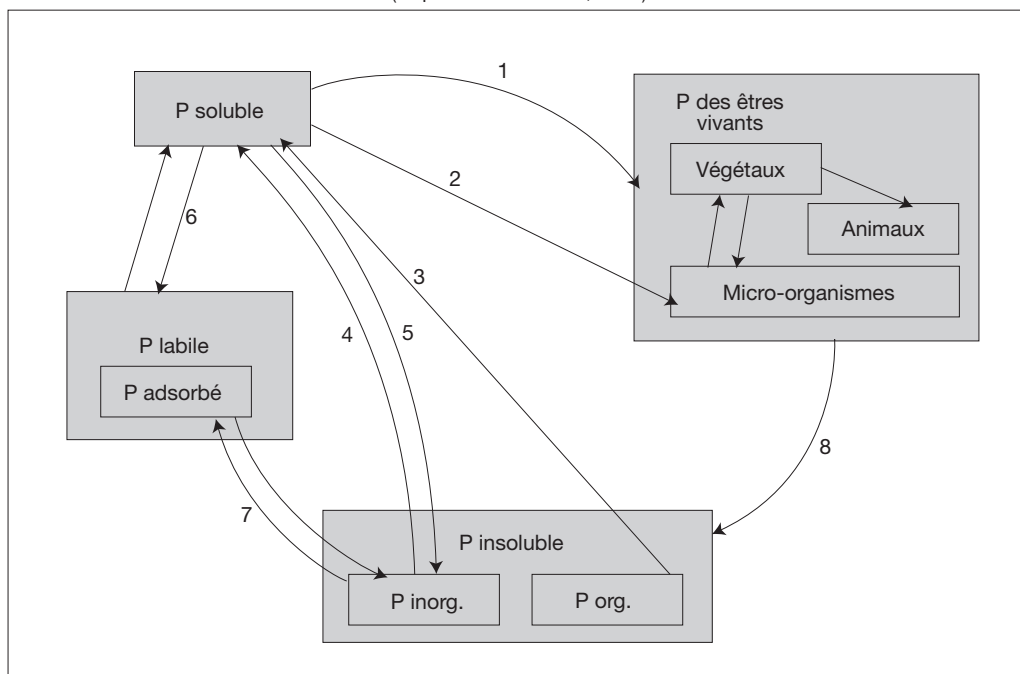 1
P soluble
P des êtres
vivants
Végétaux
2
6
Animaux
3
Micro-organismes
4
5
P labile
P adsorbé
8
7
P insoluble
P inorg.
P org.